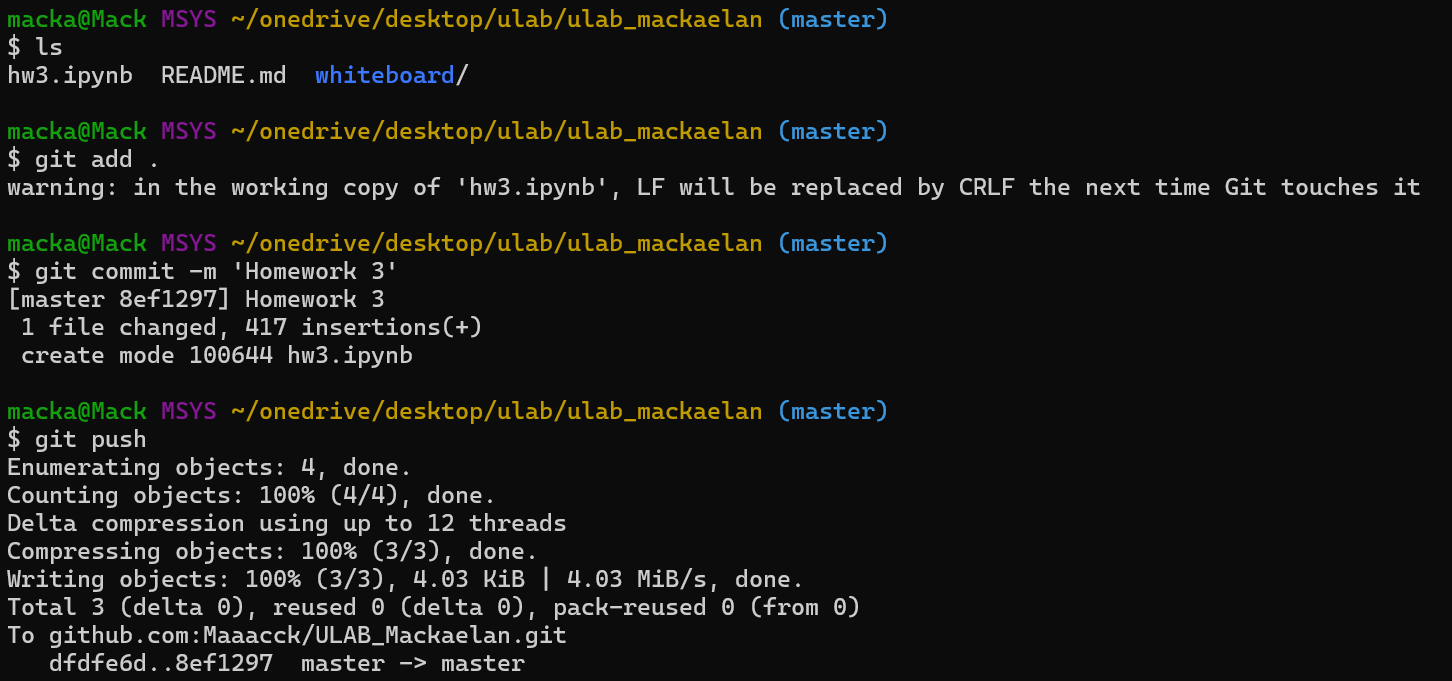 macka@Mack MSYS ~/onedrive/desktop/ulab/ulab_mackaelan (master)
$ ls
hw3.ipynb  README.md  whiteboard/
macka@Mack MSYS ~/onedrive/desktop/ulab/ulab_mackaelan (master)
$ git add .
warning: in the working copy of 'hw3.ipynb', LF will be replaced by CRLF the next time Git touches it
macka@Mack MSYS ~/onedrive/desktop/ulab/ulab_mackaelan (master)
$ git commit -m 'Homework 3'
[master 8ef1297] Homework 3
 1 file changed, 417 insertions(+)
 create mode 100644 hw3.ipynb
macka@Mack MSYS ~/onedrive/desktop/ulab/ulab_mackaelan (master)
$ git push
Enumerating objects: 4, done.
Counting objects: 100% (4/4), done.
Delta compression using up to 12 threads
Compressing objects: 100% (3/3), done.
Writing objects: 100% (3/3), 4.03 KiB | 4.03 MiB/s, done.
Total 3 (delta 0), reused 0 (delta 0), pack-reused 0 (from 0)
To github.com:Maaacck/ULAB_Mackaelan.git
   dfdfe6d..8ef1297  master -> master